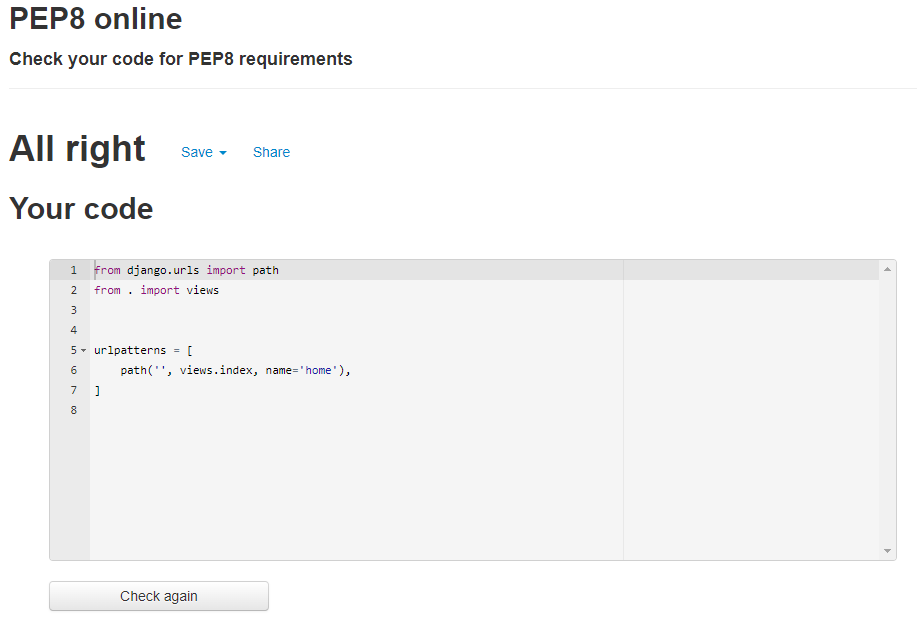 PEP8 online
Check your code for PEP8 requirements
All right Save Share
Your code
1 from django.urls import path
2 from . import views
3
4
5 urlpatterns = [
6     path('', views.index, name='home'),
7 ]
8
Check again